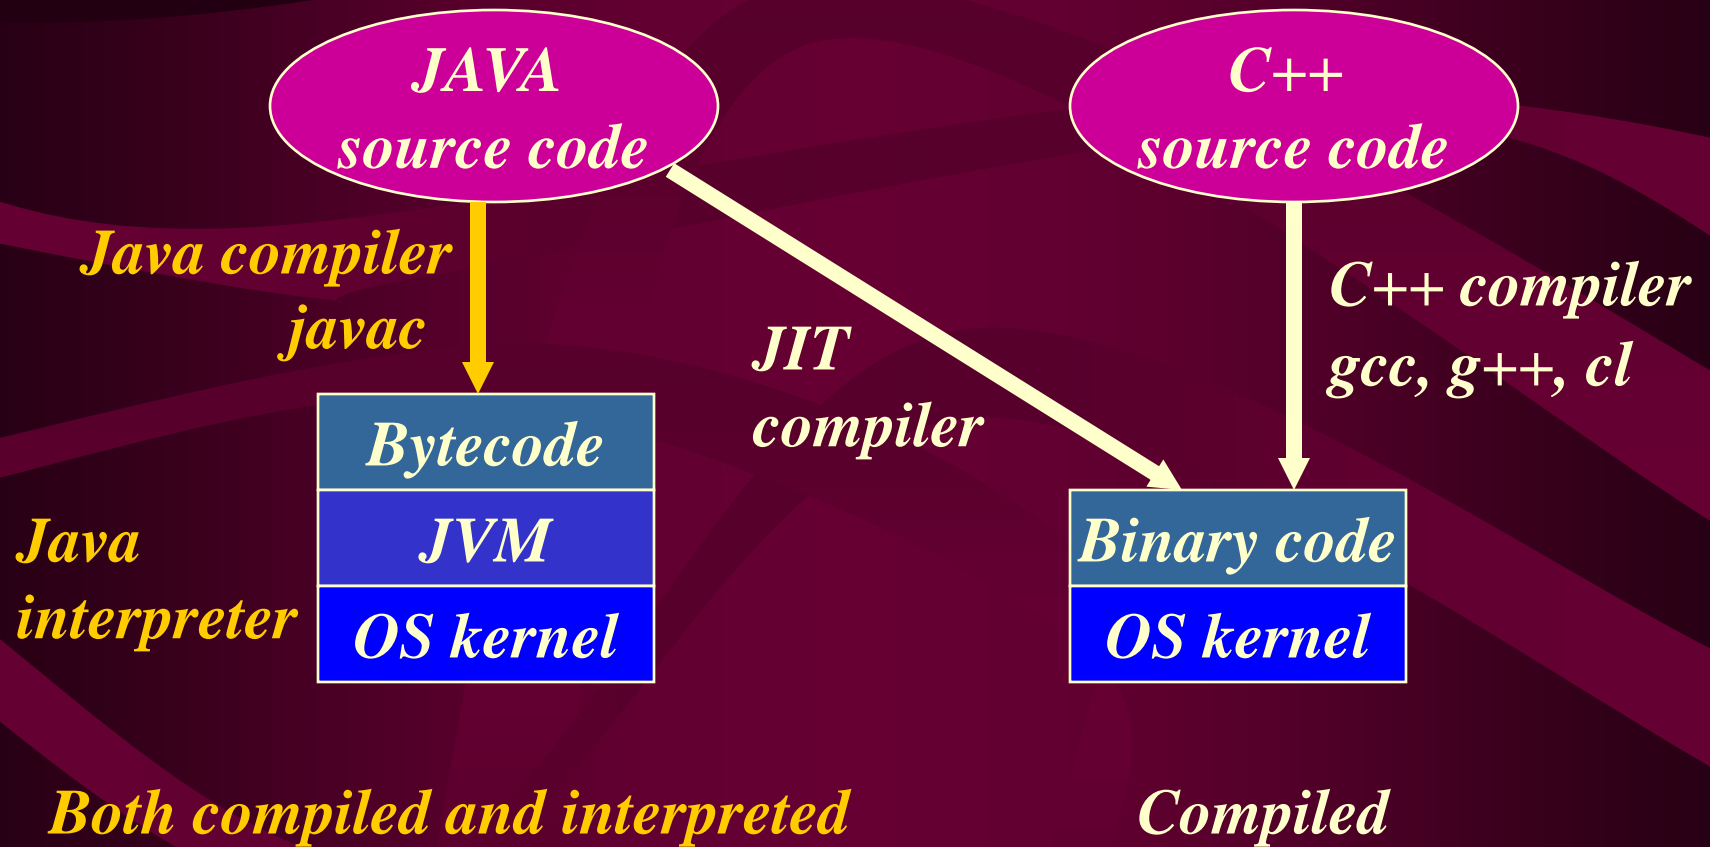 JAVA
source code
C++
source code
Java compiler
javac
JIT
compiler
C++ compiler
gcc, g++, cl
Bytecode
JVM
OS kernel
Java
interpreter
Binary code
OS kernel
Both compiled and interpreted
Compiled